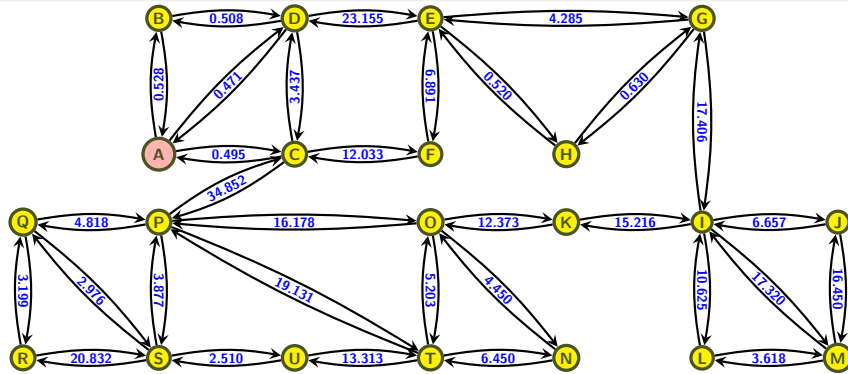 B 0.508 D 23.155 E 4.285 G
0.528 0.471 3.437 6.891 0.520 0.630 17.406
A 0.495 C 12.033 F H
34.852
Q 4.818 P 16.178 O 12.373 K 15.216 I 6.657 J
3.199 2.976 3.877 19.131 5.203 4.450 10.625 17.320 16.450
R 20.832 S 2.510 U 13.313 T 6.450 N L 3.618 M